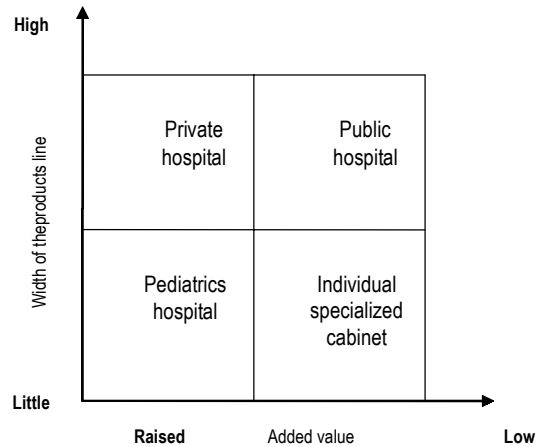 High
Private
hospital
Public
hospital
Width of theproducts line
Pediatrics
hospital
Individual
specialized
cabinet
Little
Raised
Added value
Low